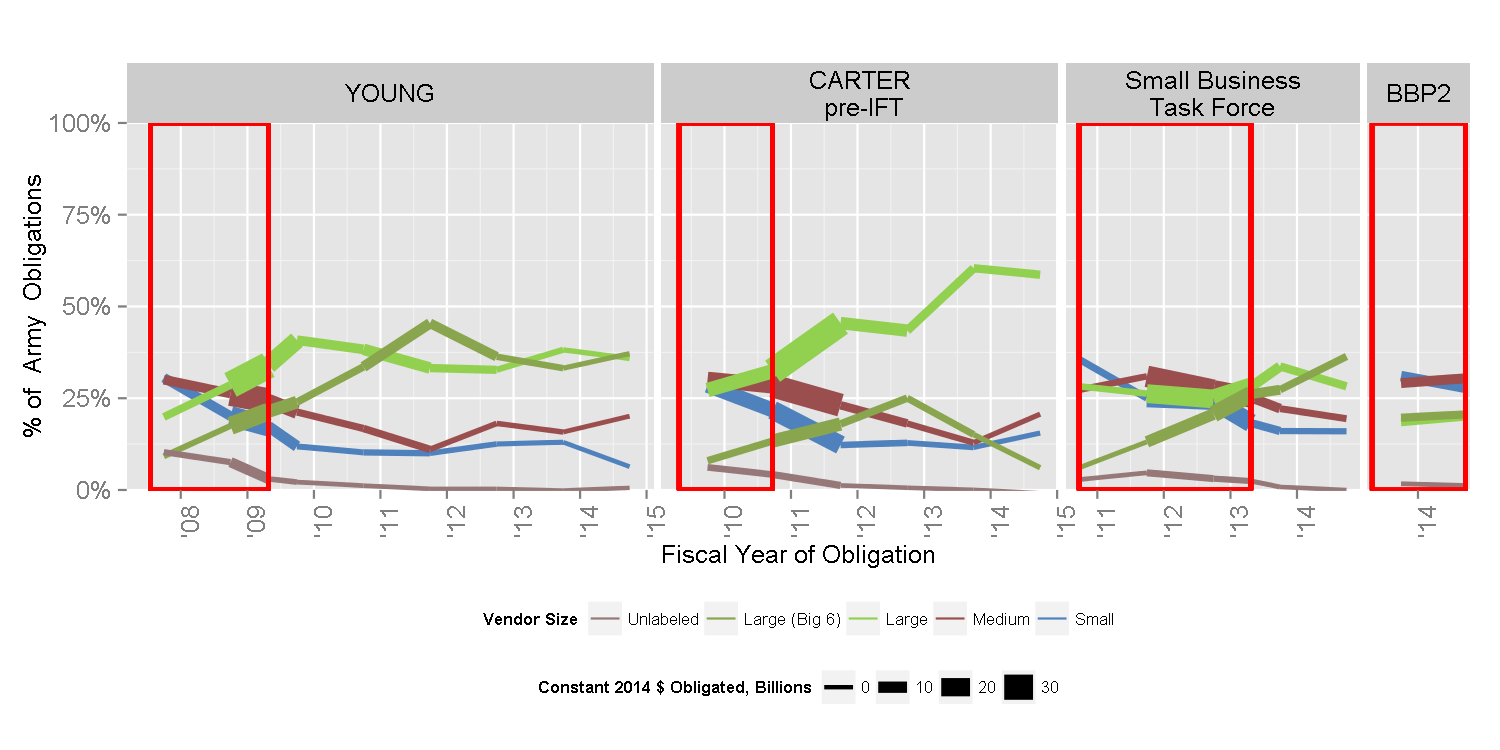 YOUNG
CARTER
pre-IFT
Small Business
Task Force
BBP2
100%
75%
50%
25%
0%
% of Army Obligations
'08 '09 '10 '11 '12 '13 '14 '15
'10 '11 '12 '13 '14 '15
'11 '12 '13 '14
'14
Fiscal Year of Obligation
Vendor Size Unlabeled Large (Big 6) Large Medium Small
Constant 2014 $ Obligated, Billions 0 10 20 30